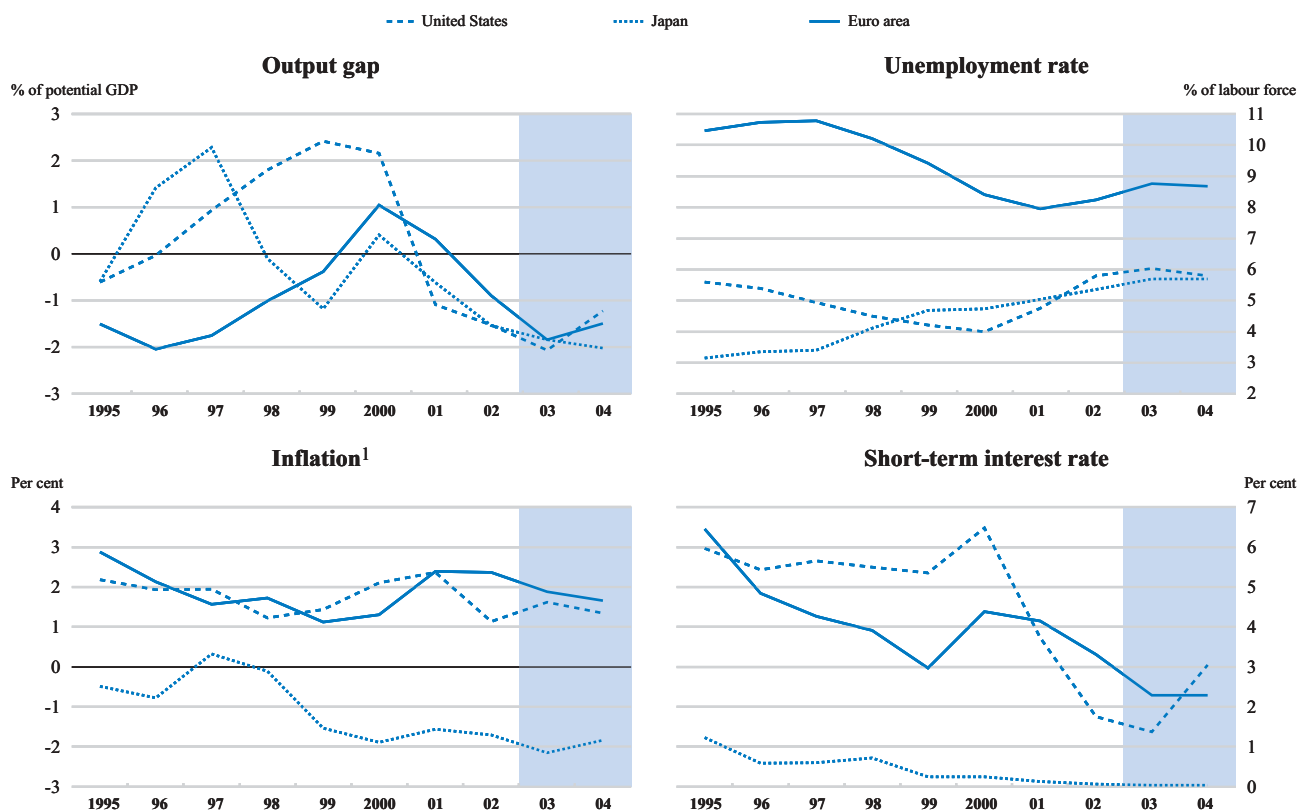 United States Japan Euro area
Output gap
% of potential GDP
3
2
1
0
-1
-2
-3
1995 96 97 98 99 2000 01 02 03 04
Unemployment rate
% of labour force
11
10
9
8
7
6
5
4
3
2
1995 96 97 98 99 2000 01 02 03 04
Inflation¹
Per cent
4
3
2
1
0
-1
-2
-3
1995 96 97 98 99 2000 01 02 03 04
Short-term interest rate
Per cent
7
6
5
4
3
2
1
0
1995 96 97 98 99 2000 01 02 03 04